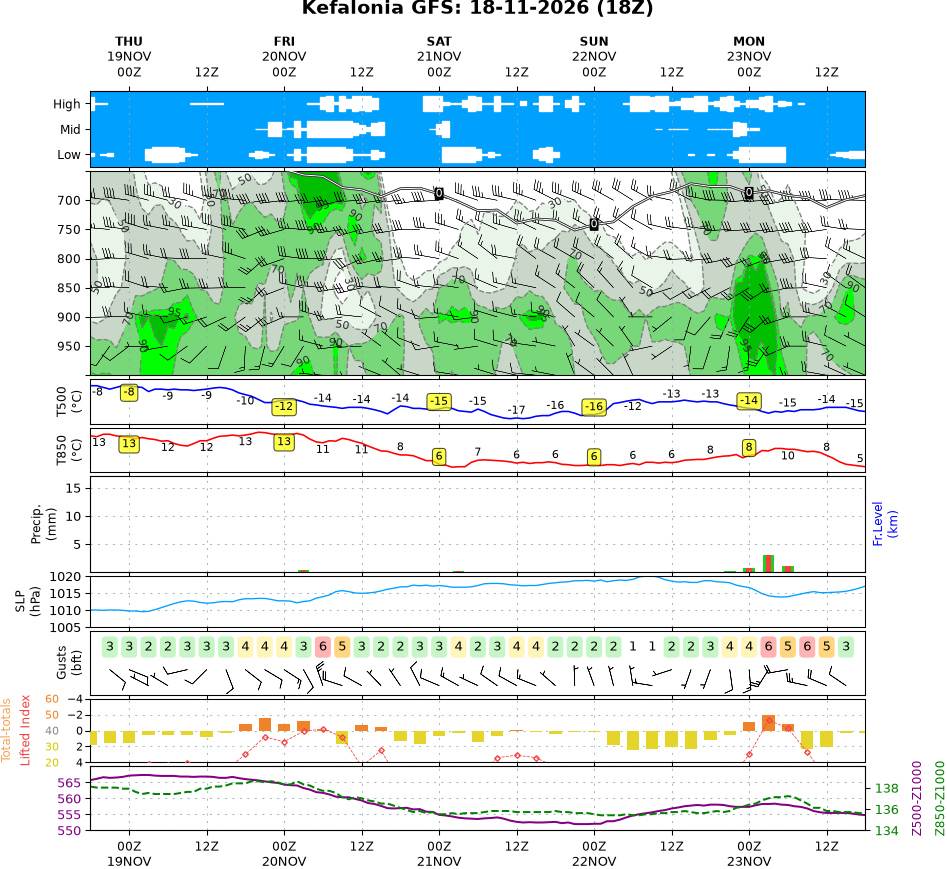 Kefalonia GFS: 18-11-2026 (18Z)
THU FRI SAT SUN MON
19NOV 20NOV 21NOV 22NOV 23NOV
00Z 12Z 00Z 12Z 00Z 12Z 00Z 12Z 00Z 12Z
High
Mid
Low
700
750
800
850
900
950
T500 (°C)
-8 -8 -9 -9 -10 -12 -14 -14 -14 -15 -15 -17 -16 -16 -12 -13 -13 -14 -15 -14 -15
T850 (°C)
13 13 12 12 13 13 11 11 8 6 7 6 6 6 6 6 8 8 10 8 5
Precip. (mm)
15
10
5
Fr.Level (km)
SLP (hPa)
1020
1015
1010
1005
Gusts (bft)
3 3 2 2 3 3 3 4 4 4 3 6 5 3 2 2 3 3 4 2 3 4 4 2 2 2 2 1 1 2 2 3 4 4 6 5 6 5 3
Total-totals
Lifted Index
60 -4
50 -2
40 0
30 2
20 4
565
560
555
550
138
136
134
Z500-Z1000
Z850-Z1000
00Z 12Z 00Z 12Z 00Z 12Z 00Z 12Z 00Z 12Z
19NOV 20NOV 21NOV 22NOV 23NOV